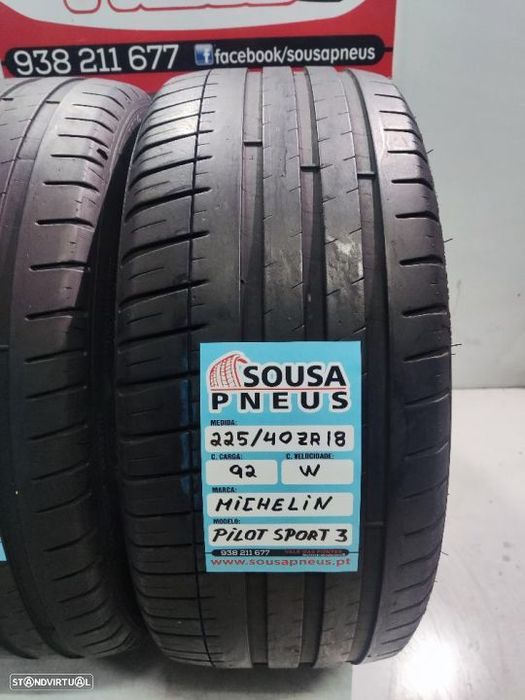 938 211 677 facebook/sousapneus
SOUSA
PNEUS
MEDIDA:
225/40ZR18
C. CARGA: C. VELOCIDADE:
92 W
MARCA:
MICHELIN
MODELO:
PILOT SPORT 3
938 211 677
www.sousapneus.pt
STANDVIRTUAL